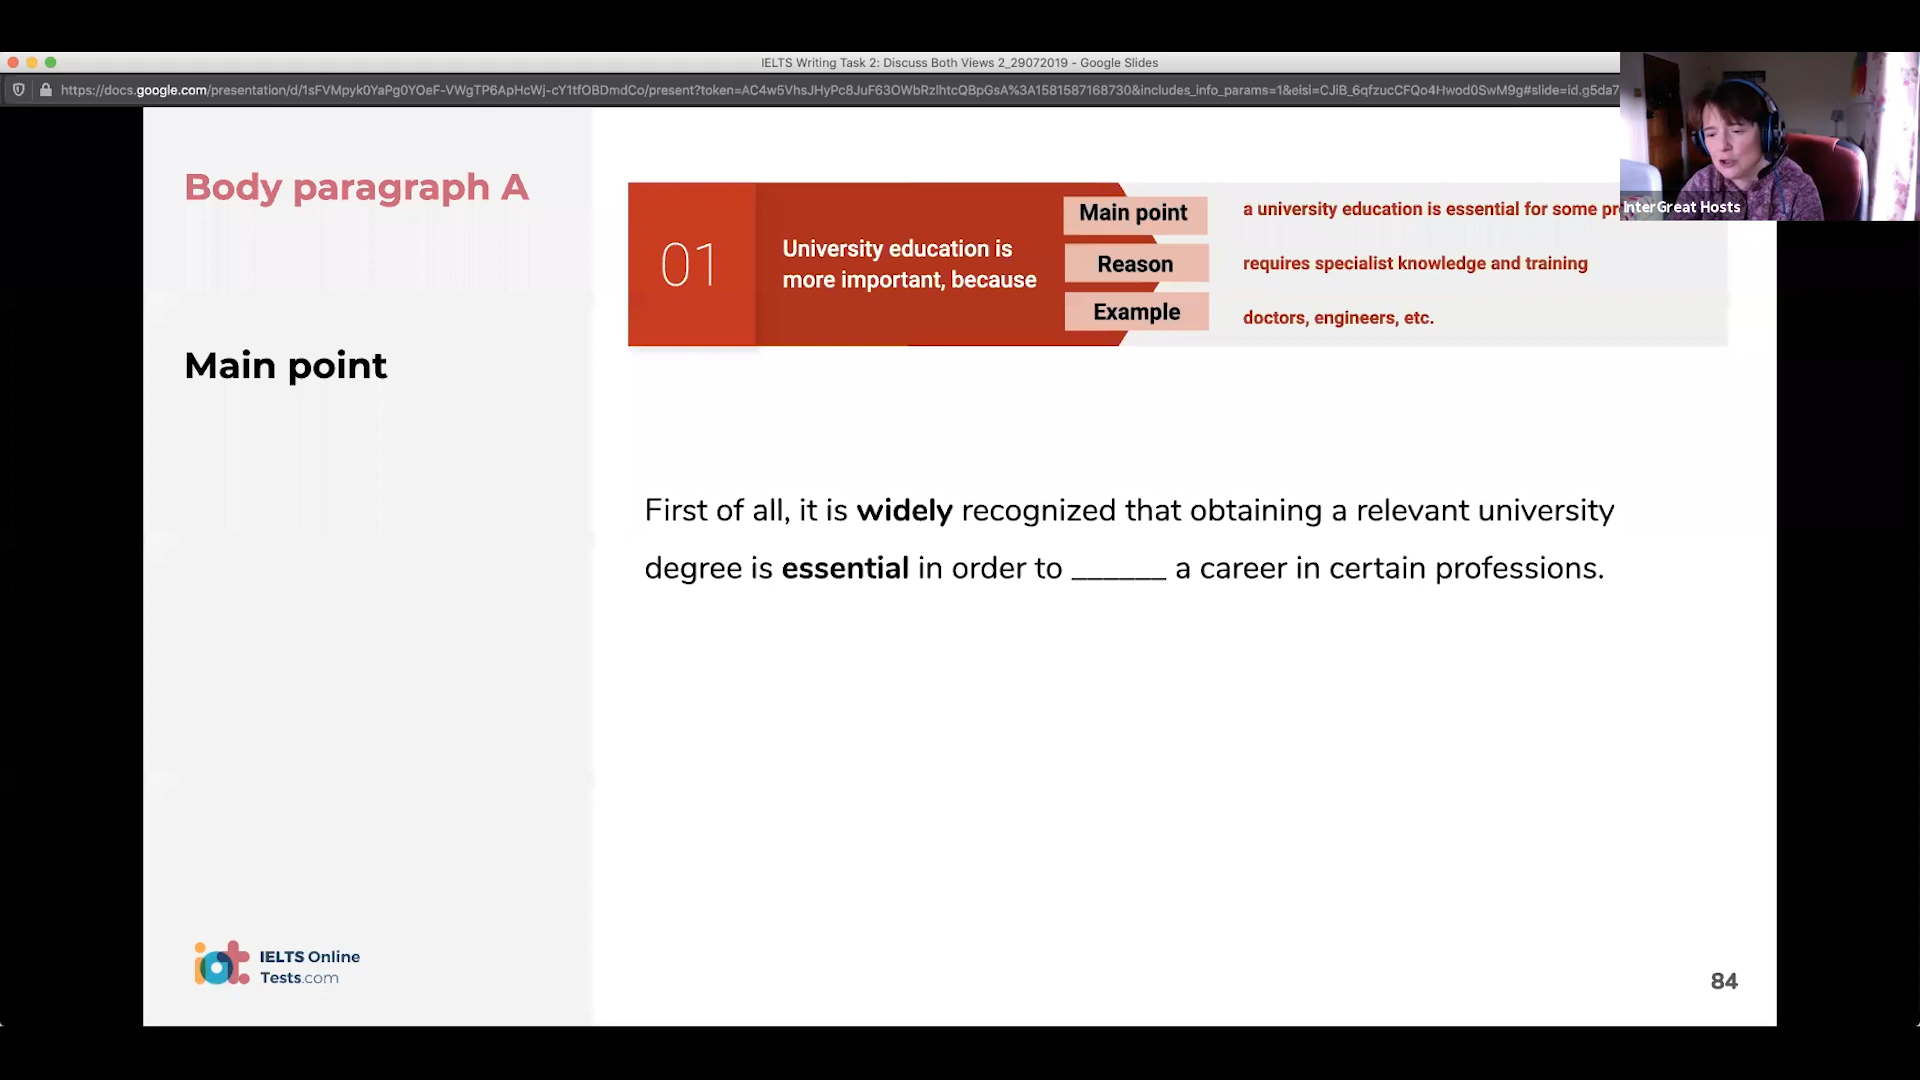 IELTS Writing Task 2: Discuss Both Views 2_29072019 - Google Slides
https://docs.google.com/presentation/d/1sFVMpyk0YaPg0YOeF-VWgTP6ApHcWj-cY1tfOBDmdCo/present?token=AC4w5VhsJHyPc8JuF63OWbRzlhtcQBpGsA%3A1581587168730&includes_info_params=1&eisi=CJiB_6qfzucCFQo4Hwod0SwM9g#slide=id.g5da7
InterGreat Hosts
Body paragraph A
Main point
01
University education is
more important, because
Main point
a university education is essential for some
Reason
requires specialist knowledge and training
Example
doctors, engineers, etc.
First of all, it is widely recognized that obtaining a relevant university
degree is essential in order to ______ a career in certain professions.
iot
IELTS Online
Tests.com
84